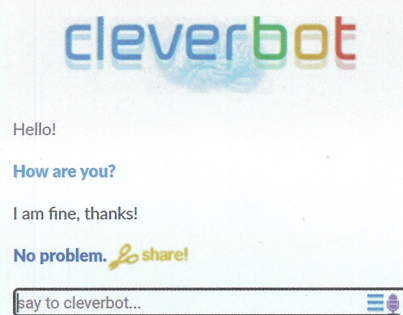 cleverbot
Hello!
How are you?
I am fine, thanks!
No problem. share!
say to cleverbot...